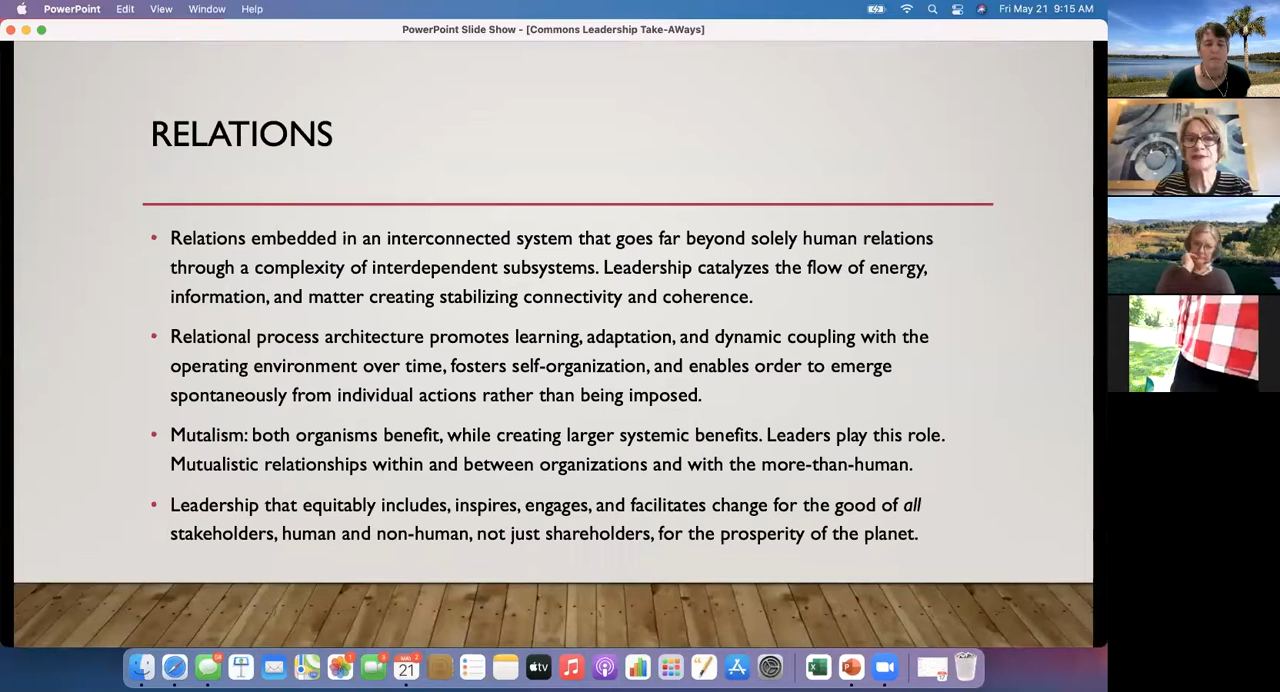 PowerPoint Edit View Window Help Fri May 21 9:15 AM
PowerPoint Slide Show - [Commons Leadership Take-AWays]
RELATIONS
• Relations embedded in an interconnected system that goes far beyond solely human relations
through a complexity of interdependent subsystems. Leadership catalyzes the flow of energy,
information, and matter creating stabilizing connectivity and coherence.
• Relational process architecture promotes learning, adaptation, and dynamic coupling with the
operating environment over time, fosters self-organization, and enables order to emerge
spontaneously from individual actions rather than being imposed.
• Mutalism: both organisms benefit, while creating larger systemic benefits. Leaders play this role.
Mutualistic relationships within and between organizations and with the more-than-human.
• Leadership that equitably includes, inspires, engages, and facilitates change for the good of all
stakeholders, human and non-human, not just shareholders, for the prosperity of the planet.
21
tv